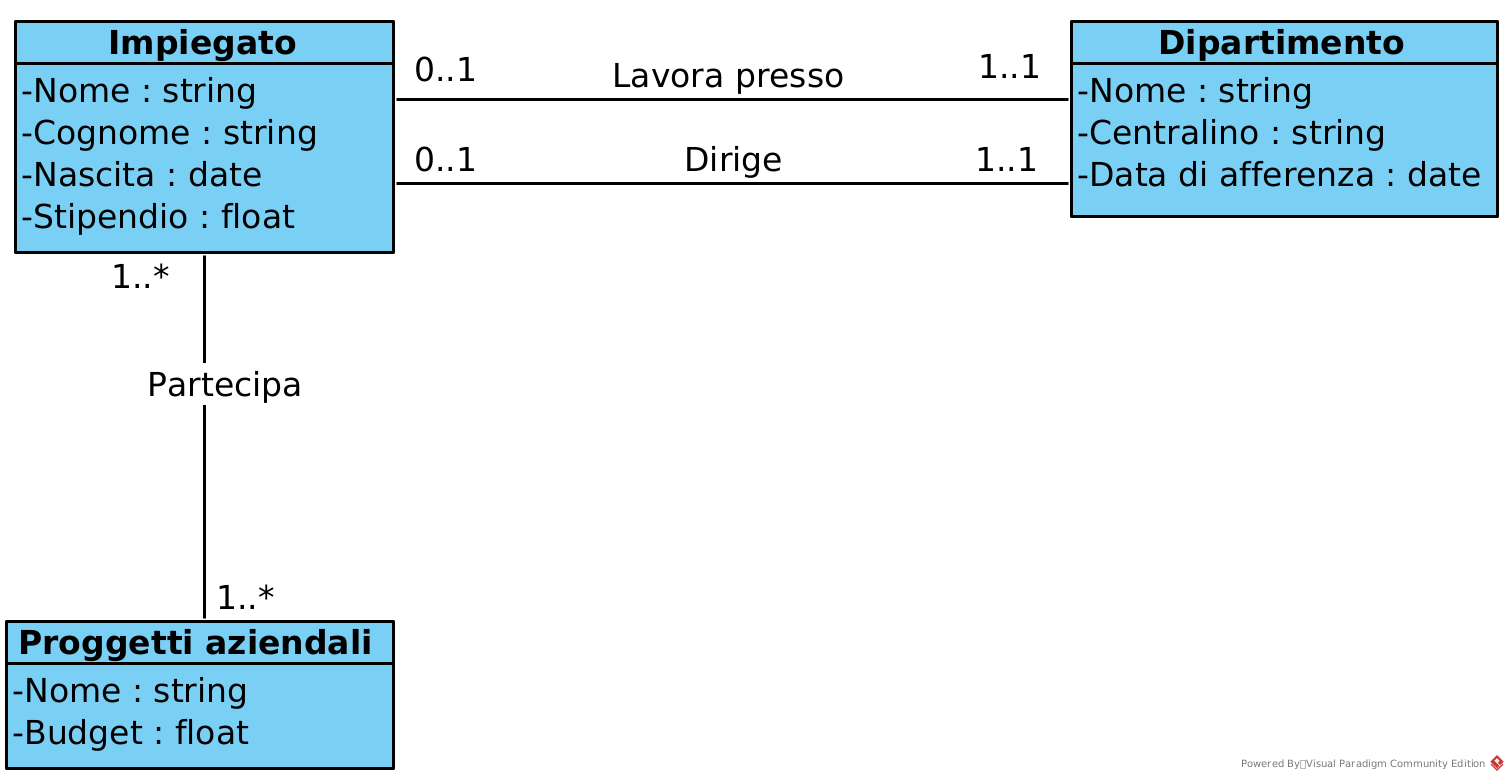 Impiegato
-Nome : string
-Cognome : string
-Nascita : date
-Stipendio : float
0..1
Lavora presso
1..1
0..1
Dirige
1..1
Dipartimento
-Nome : string
-Centralino : string
-Data di afferenza : date
1..*
Partecipa
1..*
Proggetti aziendali
-Nome : string
-Budget : float
Powered By▯Visual Paradigm Community Edition